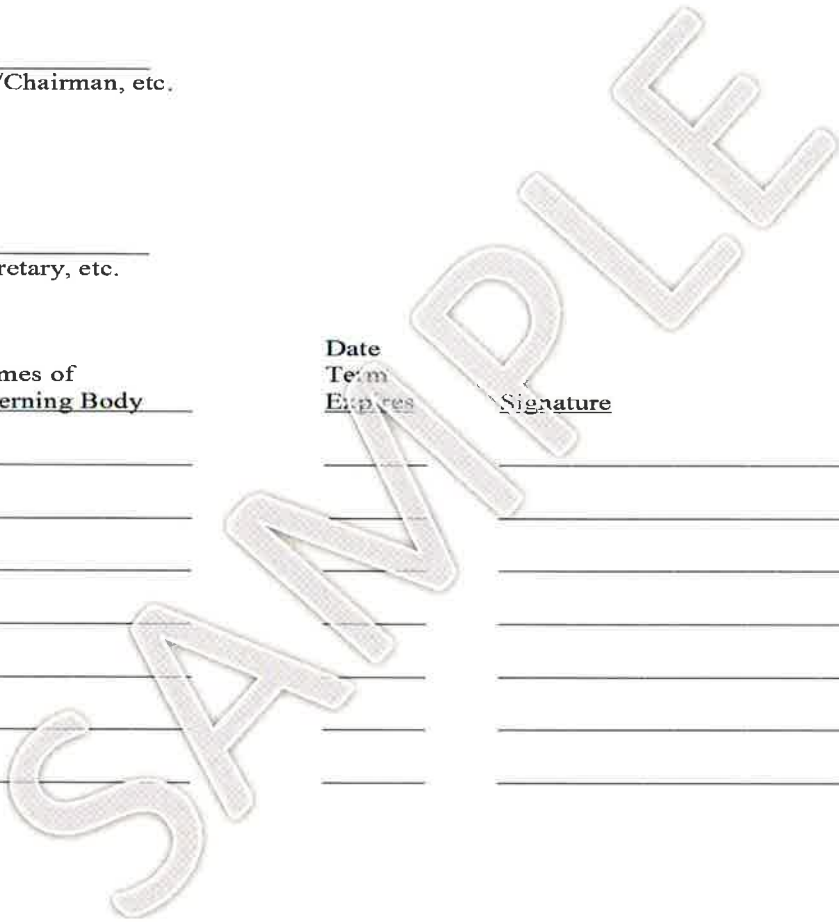 /Chairman, etc.
retary, etc.
mes of
erning Body
Date
Term
Expires
Signature
SAMPLE